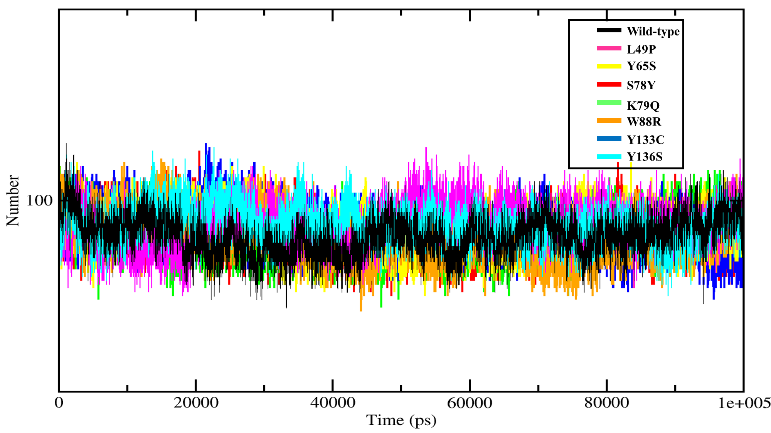 Wild-type
L49P
Y65S
S78Y
K79Q
W88R
Y133C
Y136S
Number
100
0 20000 40000 60000 80000 1e+005
Time (ps)